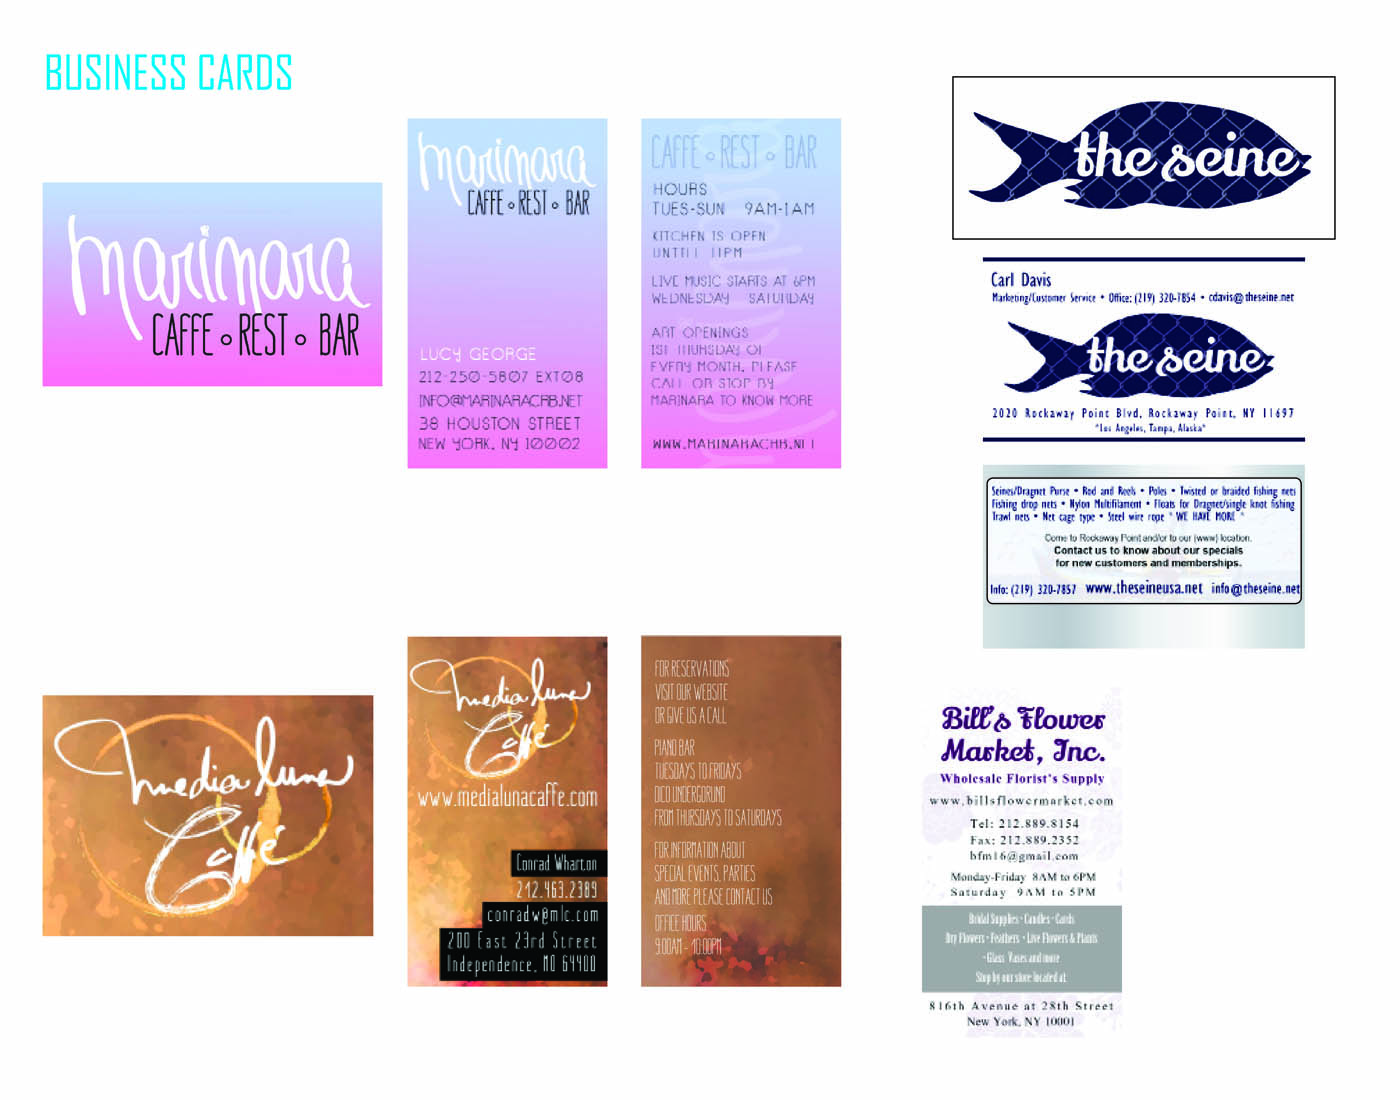 BUSINESS CARDS
marinara
CAFFE • REST • BAR
marinara
CAFFE • REST • BAR
LUCY GEORGE
212-250-5807 EXT08
INFO@MARINARACRB.NET
38 HOUSTON STREET
NEW YORK, NY 10002
CAFFE • REST • BAR
HOURS
TUES-SUN 9AM-1AM
KITCHEN IS OPEN
UNTIL 11PM
LIVE MUSIC STARTS AT 6PM
WEDNESDAY SATURDAY
ART OPENINGS
1ST THURSDAY OF
EVERY MONTH, PLEASE
CALL OR STOP BY
MARINARA TO KNOW MORE
WWW.MARINARACRB.NET
marinara
the seine
Carl Davis
Marketing/Customer Service • Office: (219) 320-7854 • cdavis@theseine.net
the seine
2020 Rockaway Point Blvd, Rockaway Point, NY 11697
*Los Angeles, Tampa, Alaska*
Seines/Dragnet Purse • Rod and Reels • Poles • Twisted or braided fishing nets
Fishing drop nets • Nylon Multifilament • Floats for Dragnet/single knot fishing
Trawl nets • Net cage type • Steel wire rope * WE HAVE MORE *
Come to Rockaway Point and/or to our (www) location.
Contact us to know about our specials
for new customers and memberships.
Info: (219) 320-7857 www.theseineusa.net info@theseine.net
media luna
Caffé
media luna
Caffé
www.medialunacaffe.com
Conrad Wharton
212.463.2389
conradw@mlc.com
200 East 23rd Street
Independence, MO 64400
FOR RESERVATIONS
VISIT OUR WEBSITE
OR GIVE US A CALL
PIANO BAR
TUESDAYS TO FRIDAYS
DICO UNDERGORUND
FROM THURSDAYS TO SATURDAYS
FOR INFORMATION ABOUT
SPECIAL EVENTS, PARTIES
AND MORE PLEASE CONTACT US
OFFICE HOURS
9:00AM - 10:00PM
Bill's Flower
Market, Inc.
Wholesale Florist's Supply
www.billsflowermarket.com
Tel: 212.889.8154
Fax: 212.889.2352
bfm16@gmail.com
Monday-Friday 8AM to 6PM
Saturday 9AM to 5PM
Bridal Supplies • Candles • Cards
Dry Flowers • Feathers • Live Flowers & Plants
• Glass Vases and more
Stop by our store located at
816th Avenue at 28th Street
New York, NY 10001